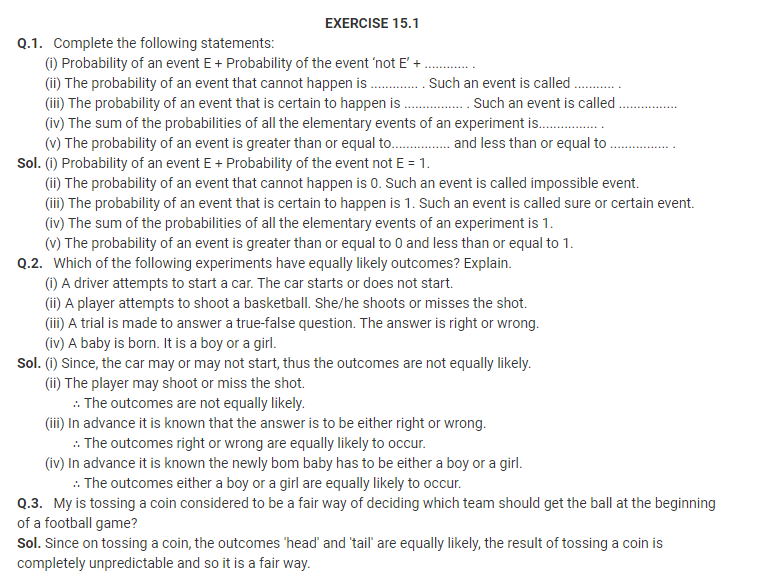 EXERCISE 15.1
Q.1. Complete the following statements:
(i) Probability of an event E + Probability of the event ‘not E’ + ............ .
(ii) The probability of an event that cannot happen is ............. . Such an event is called ........... .
(iii) The probability of an event that is certain to happen is ................ . Such an event is called ................
(iv) The sum of the probabilities of all the elementary events of an experiment is................ .
(v) The probability of an event is greater than or equal to................ and less than or equal to ................ .
Sol. (i) Probability of an event E + Probability of the event not E = 1.
(ii) The probability of an event that cannot happen is 0. Such an event is called impossible event.
(iii) The probability of an event that is certain to happen is 1. Such an event is called sure or certain event.
(iv) The sum of the probabilities of all the elementary events of an experiment is 1.
(v) The probability of an event is greater than or equal to 0 and less than or equal to 1.
Q.2. Which of the following experiments have equally likely outcomes? Explain.
(i) A driver attempts to start a car. The car starts or does not start.
(ii) A player attempts to shoot a basketball. She/he shoots or misses the shot.
(iii) A trial is made to answer a true-false question. The answer is right or wrong.
(iv) A baby is born. It is a boy or a girl.
Sol. (i) Since, the car may or may not start, thus the outcomes are not equally likely.
(ii) The player may shoot or miss the shot.
∴ The outcomes are not equally likely.
(iii) In advance it is known that the answer is to be either right or wrong.
∴ The outcomes right or wrong are equally likely to occur.
(iv) In advance it is known the newly bom baby has to be either a boy or a girl.
∴ The outcomes either a boy or a girl are equally likely to occur.
Q.3. My is tossing a coin considered to be a fair way of deciding which team should get the ball at the beginning
of a football game?
Sol. Since on tossing a coin, the outcomes 'head' and 'tail' are equally likely, the result of tossing a coin is
completely unpredictable and so it is a fair way.